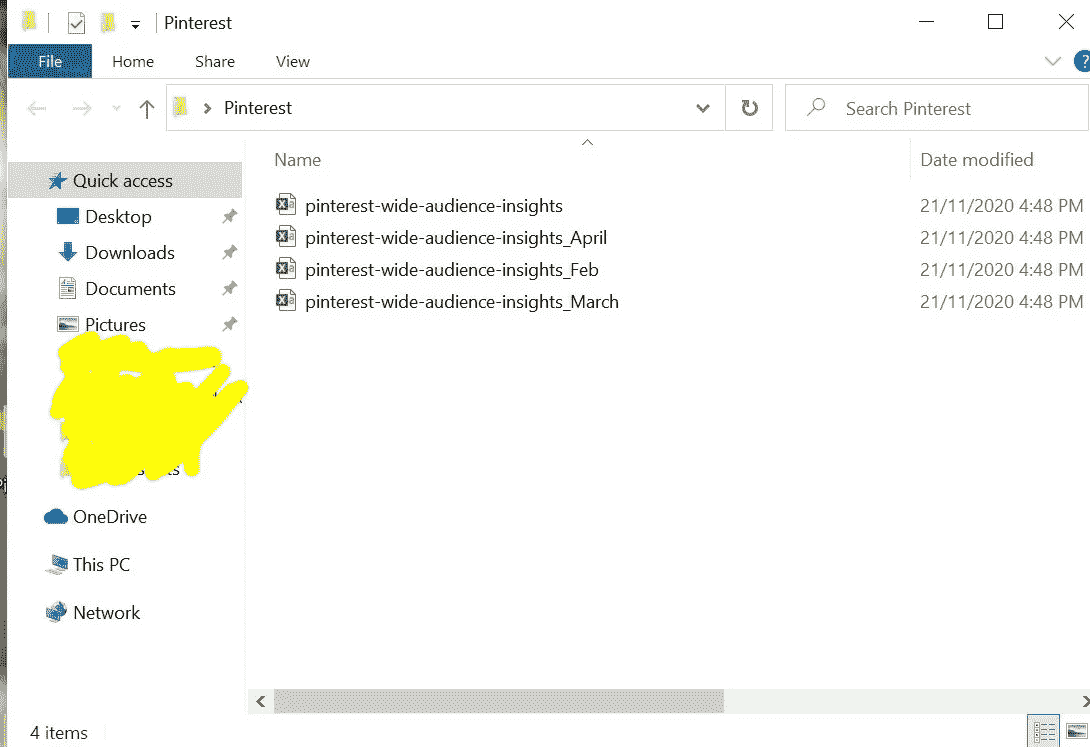 Pinterest
File Home Share View ?
Pinterest Search Pinterest
Name Date modified
Quick access
pinterest-wide-audience-insights 21/11/2020 4:48 PM
Desktop
pinterest-wide-audience-insights_April 21/11/2020 4:48 PM
Downloads
pinterest-wide-audience-insights_Feb 21/11/2020 4:48 PM
Documents
pinterest-wide-audience-insights_March 21/11/2020 4:48 PM
Pictures
OneDrive
This PC
Network
4 items